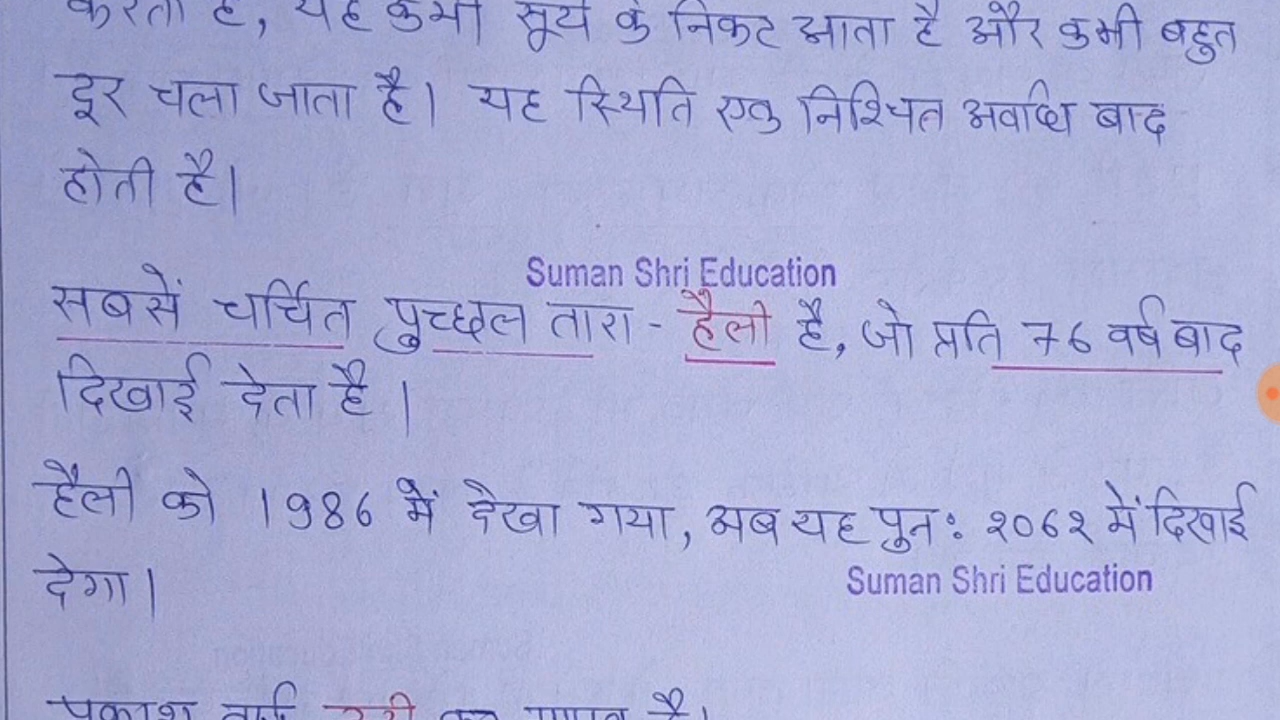 करता है, यह कभी सूर्य के निकट आता है और कभी बहुत
दूर चला जाता है। यह स्थिति एक निश्चित अवधि बाद
होती है।
Suman Shri Education
सबसें चर्चित पुच्छल तारा - हैली है, जो प्रति 76 वर्ष बाद
दिखाई देता है।
हैली को 1986 में देखा गया, अब यह पुन: २०6२ में दिखाई
देगा।
Suman Shri Education
है।